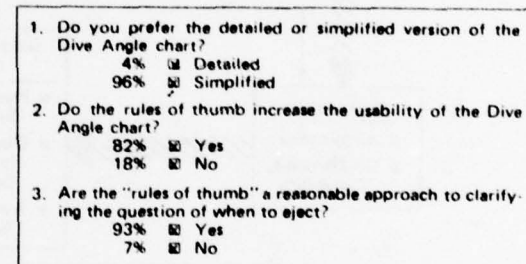 1. Do you prefer the detailed or simplified version of the
Dive Angle chart?
4% ☒ Detailed
96% ☒ Simplified
2. Do the rules of thumb increase the usability of the Dive
Angle chart?
82% ☒ Yes
18% ☒ No
3. Are the "rules of thumb" a reasonable approach to clarify-
ing the question of when to eject?
93% ☒ Yes
7% ☒ No